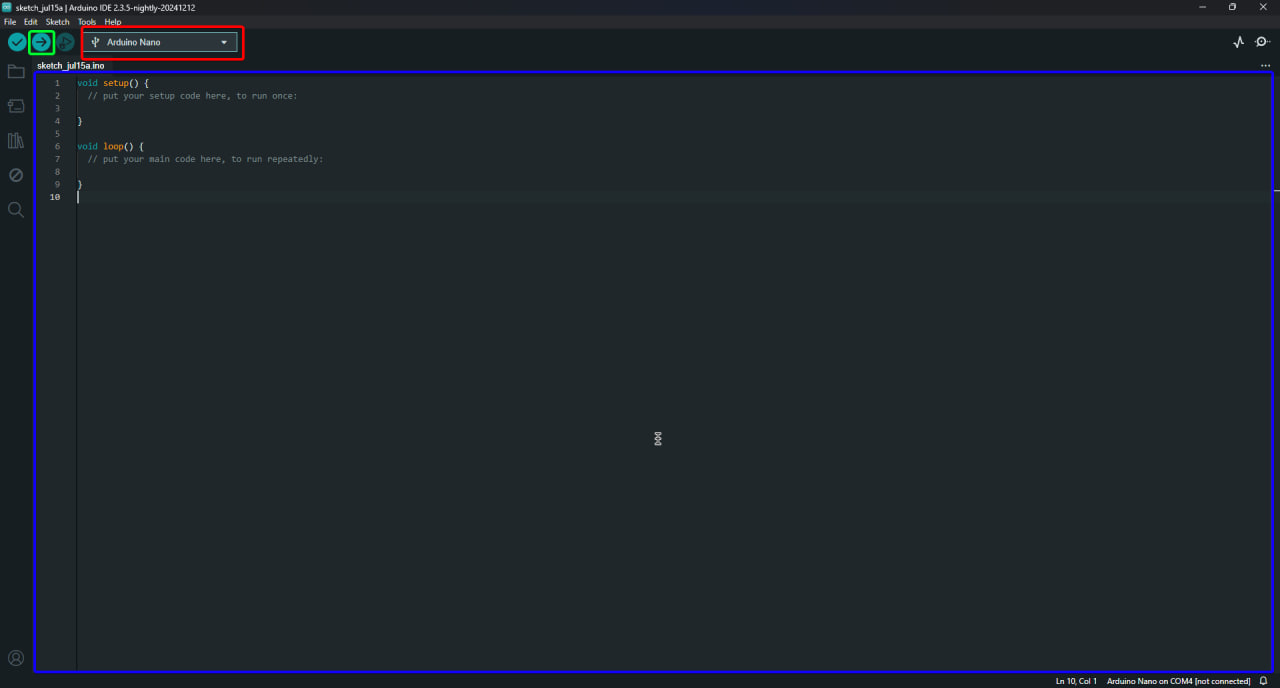 sketch_jul15a | Arduino IDE 2.3.5-nightly-20241212
File Edit Sketch Tools Help
Arduino Nano
sketch_jul15a.ino
1 void setup() {
2 // put your setup code here, to run once:
3
4 }
5
6 void loop() {
7 // put your main code here, to run repeatedly:
8
9 }
10
Ln 10, Col 1 Arduino Nano on COM4 [not connected]